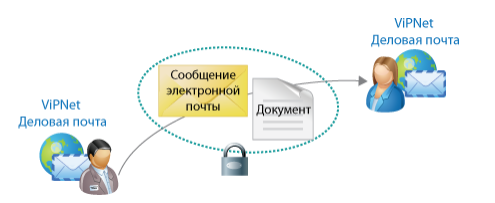 ViPNet
Деловая почта
Сообщение
электронной
почты
Документ
ViPNet
Деловая почта